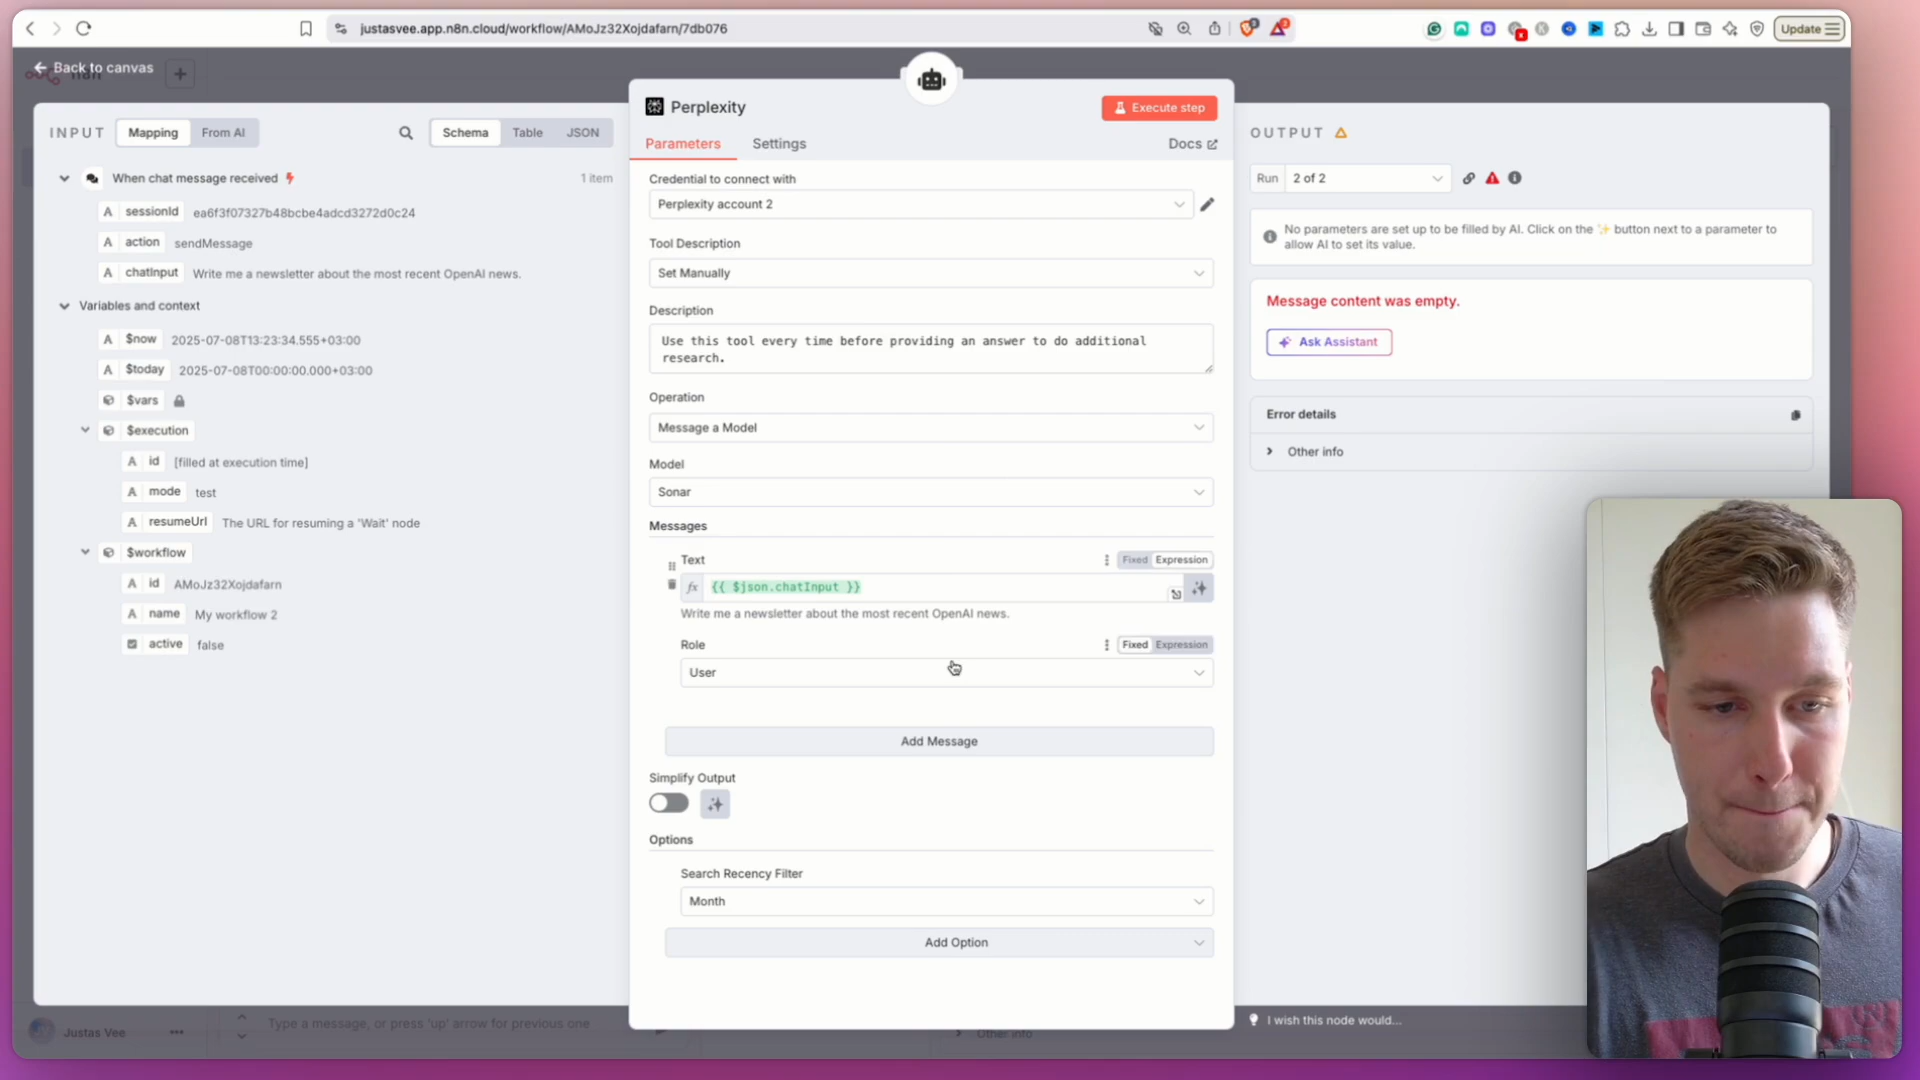 justasvee.app.n8n.cloud/workflow/AMoJz32Xojdafarn/7db076
Update
Back to canvas
INPUT
Mapping
From AI
Schema
Table
JSON
When chat message received
1 item
A sessionId ea6f3f07327b48bcbe4adcd3272d0c24
A action sendMessage
A chatInput Write me a newsletter about the most recent OpenAI news.
Variables and context
A $now 2025-07-08T13:23:34.555+03:00
A $today 2025-07-08T00:00:00.000+03:00
$vars
$execution
A id [filled at execution time]
A mode test
A resumeUrl The URL for resuming a 'Wait' node
$workflow
A id AMoJz32Xojdafarn
A name My workflow 2
active false
Perplexity
Execute step
Parameters
Settings
Docs
Credential to connect with
Perplexity account 2
Tool Description
Set Manually
Description
Use this tool every time before providing an answer to do additional
research.
Operation
Message a Model
Model
Sonar
Messages
Text
Fixed Expression
fx {{ $json.chatInput }}
Write me a newsletter about the most recent OpenAI news.
Role
Fixed Expression
User
Add Message
Simplify Output
Options
Search Recency Filter
Month
Add Option
OUTPUT
Run 2 of 2
No parameters are set up to be filled by AI. Click on the ✨ button next to a parameter to
allow AI to set its value.
Message content was empty.
Ask Assistant
Error details
Other info
I wish this node would...
Justas Vee
Type a message, or press 'up' arrow for previous one
Other info